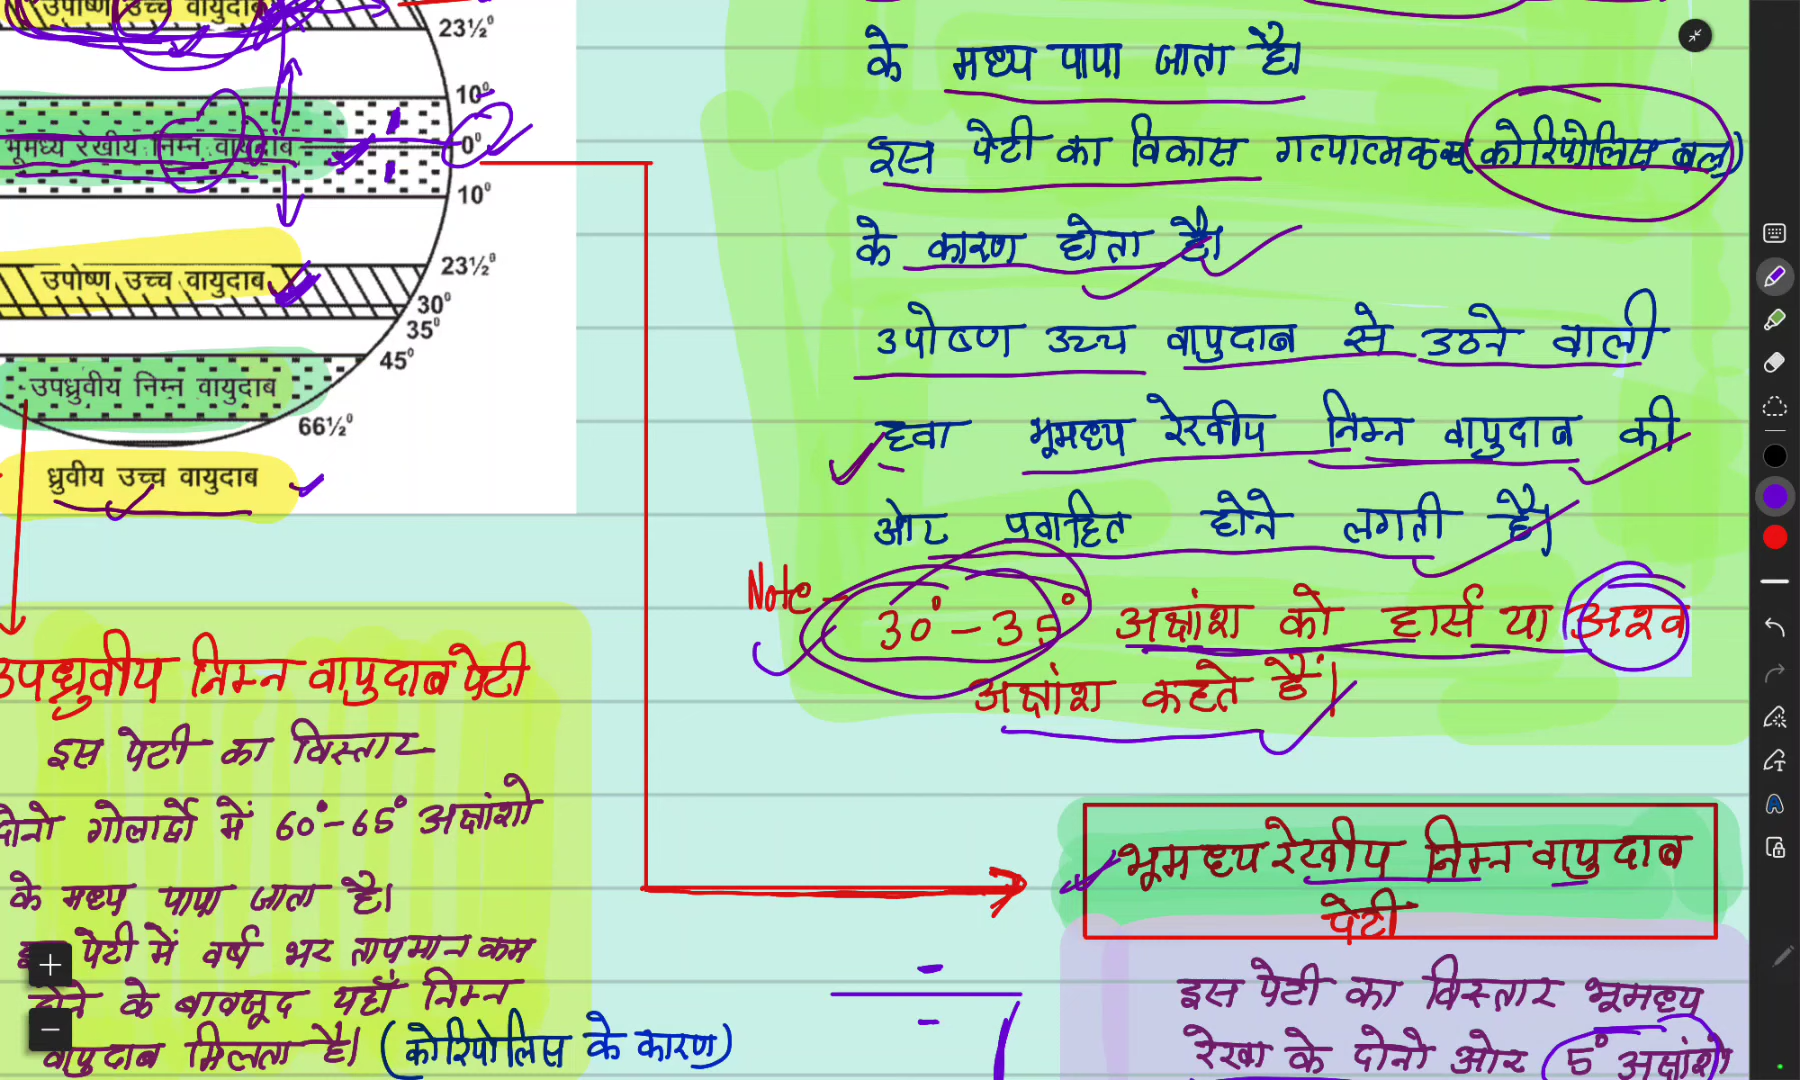 उपोष्ण उच्च वायुदाब
23½°
10°
भूमध्य रेखीय निम्न वायुदाब
0°
10°
23½°
उपोष्ण उच्च वायुदाब
30°
35°
45°
उपध्रुवीय निम्न वायुदाब
66½°
ध्रुवीय उच्च वायुदाब
के मध्य पाया जाता है।
इस पेटी का विकास गत्यात्मक (कोरियोलिस बल)
के कारण होता है।
उपोष्ण उच्च वायुदाब से उठने वाली
हवा भूमध्य रेखीय निम्न वायुदाब की
ओर प्रवाहित होने लगती है।
Note - 30° - 35° अक्षांश को हार्स या अश्व
अक्षांश कहते हैं।
उपध्रुवीय निम्न वायुदाब पेटी
इस पेटी का विस्तार
दोनो गोलार्द्धो में 60° - 65° अक्षांशो
के मध्य पाया जाता है।
इस पेटी में वर्ष भर तापमान कम
होने के बावजूद यहाँ निम्न
वायुदाब मिलता है। (कोरियोलिस के कारण)
भूमध्य रेखीय निम्न वायुदाब
पेटी
इस पेटी का विस्तार भूमध्य
रेखा के दोनो ओर 5° अक्षांशो